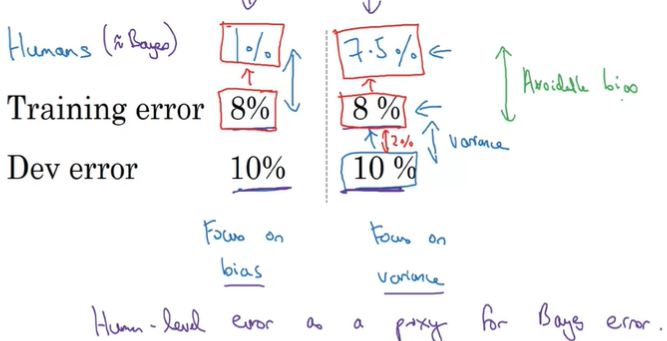 Humans (≈ Bayes) 1% 7.5%
Training error 8% 8 %
2% Variance
Avoidable bias
Dev error 10% 10 %
Focus on bias
Focus on variance
Human-level error as a proxy for Bayes error.